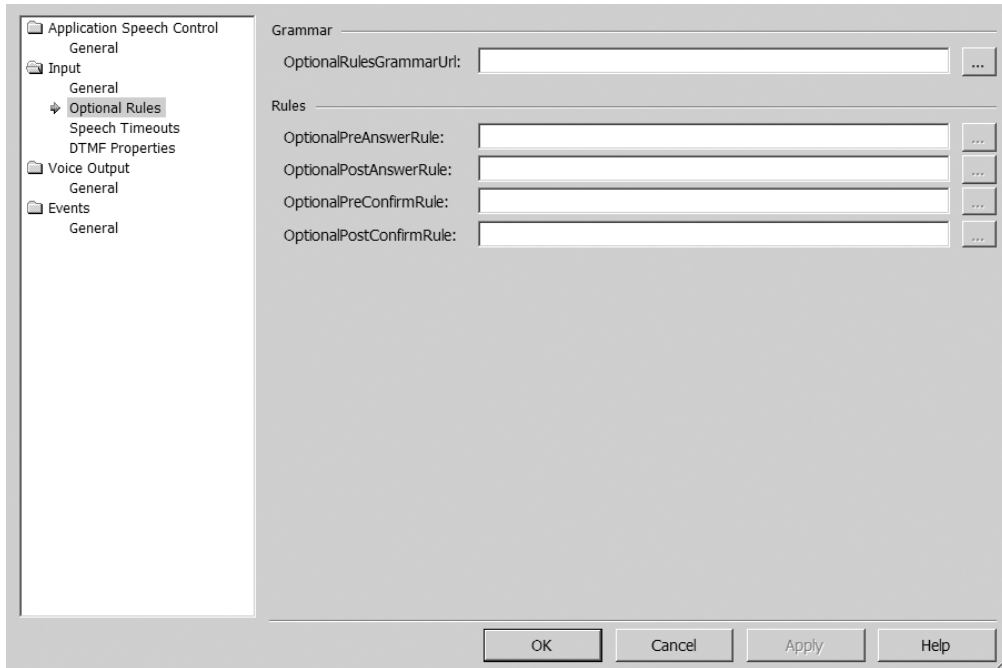 Application Speech Control
General
Input
General
Optional Rules
Speech Timeouts
DTMF Properties
Voice Output
General
Events
General
Grammar
OptionalRulesGrammarUrl:
...
Rules
OptionalPreAnswerRule:
...
OptionalPostAnswerRule:
...
OptionalPreConfirmRule:
...
OptionalPostConfirmRule:
...
OK
Cancel
Apply
Help